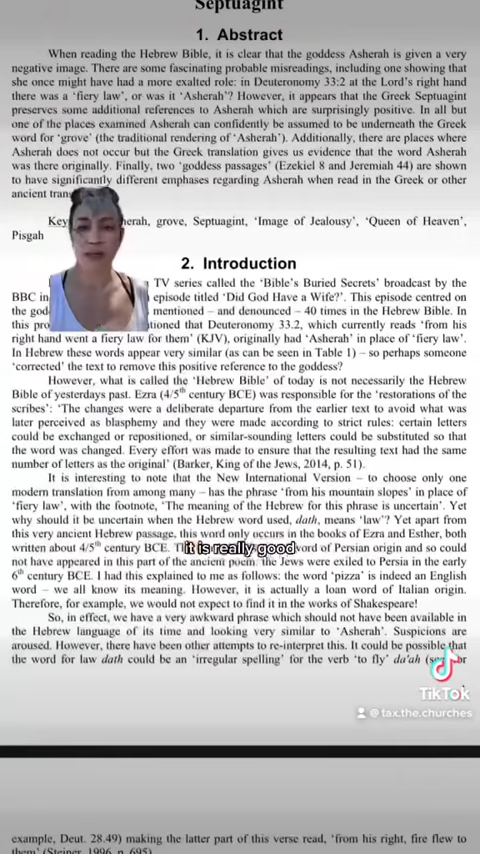 Septuagint
1. Abstract
When reading the Hebrew Bible, it is clear that the goddess Asherah is given a very
negative image. There are some fascinating probable misreadings, including one showing that
she once might have had a more exalted role: in Deuteronomy 33:2 at the Lord's right hand
there was a 'fiery law', or was it 'Asherah'? However, it appears that the Greek Septuagint
preserves some additional references to Asherah which are surprisingly positive. In all but
one of the places examined Asherah can confidently be assumed to be underneath the Greek
word for 'grove' (the traditional rendering of 'Asherah'). Additionally, there are places where
Asherah does not occur but the Greek translation gives us evidence that the word Asherah
was there originally. Finally, two 'goddess passages' (Ezekiel 8 and Jeremiah 44) are shown
to have significantly different emphases regarding Asherah when read in the Greek or other
ancient tran
Key erah, grove, Septuagint, 'Image of Jealousy', 'Queen of Heaven',
Pisgah
2. Introduction
TV series called the 'Bible's Buried Secrets' broadcast by the
BBC in episode titled 'Did God Have a Wife?'. This episode centred on
the god mentioned – and denounced – 40 times in the Hebrew Bible. In
this pro tioned that Deuteronomy 33.2, which currently reads 'from his
right hand went a fiery law for them' (KJV), originally had 'Asherah' in place of 'fiery law'.
In Hebrew these words appear very similar (as can be seen in Table 1) – so perhaps someone
'corrected' the text to remove this positive reference to the goddess?
However, what is called the 'Hebrew Bible' of today is not necessarily the Hebrew
Bible of yesterdays past. Ezra (4/5th century BCE) was responsible for the 'restorations of the
scribes': 'The changes were a deliberate departure from the earlier text to avoid what was
later perceived as blasphemy and they were made according to strict rules: certain letters
could be exchanged or repositioned, or similar-sounding letters could be substituted so that
the word was changed. Every effort was made to ensure that the resulting text had the same
number of letters as the original' (Barker, King of the Jews, 2014, p. 51).
It is interesting to note that the New International Version – to choose only one
modern translation from among many – has the phrase 'from his mountain slopes' in place of
'fiery law', with the footnote, 'The meaning of the Hebrew for this phrase is uncertain'. Yet
why should it be uncertain when the Hebrew word used, dath, means 'law'? Yet apart from
this very ancient Hebrew passage, this word only occurs in the books of Ezra and Esther, both
written about 4/5th century BCE. T it is really good word of Persian origin and so could
not have appeared in this part of the ancient poem. the Jews were exiled to Persia in the early
6th century BCE. I had this explained to me as follows: the word 'pizza' is indeed an English
word – we all know its meaning. However, it is actually a loan word of Italian origin.
Therefore, for example, we would not expect to find it in the works of Shakespeare!
So, in effect, we have a very awkward phrase which should not have been available in
the Hebrew language of its time and looking very similar to 'Asherah'. Suspicions are
aroused. However, there have been other attempts to re-interpret this. It could be possible that
the word for law dath could be an 'irregular spelling' for the verb 'to fly' da'ah (
TikTok
@tax.the.churches
example, Deut. 28.49) making the latter part of this verse read, 'from his right, fire flew to
them' (Steiner, 1996, p. 695).